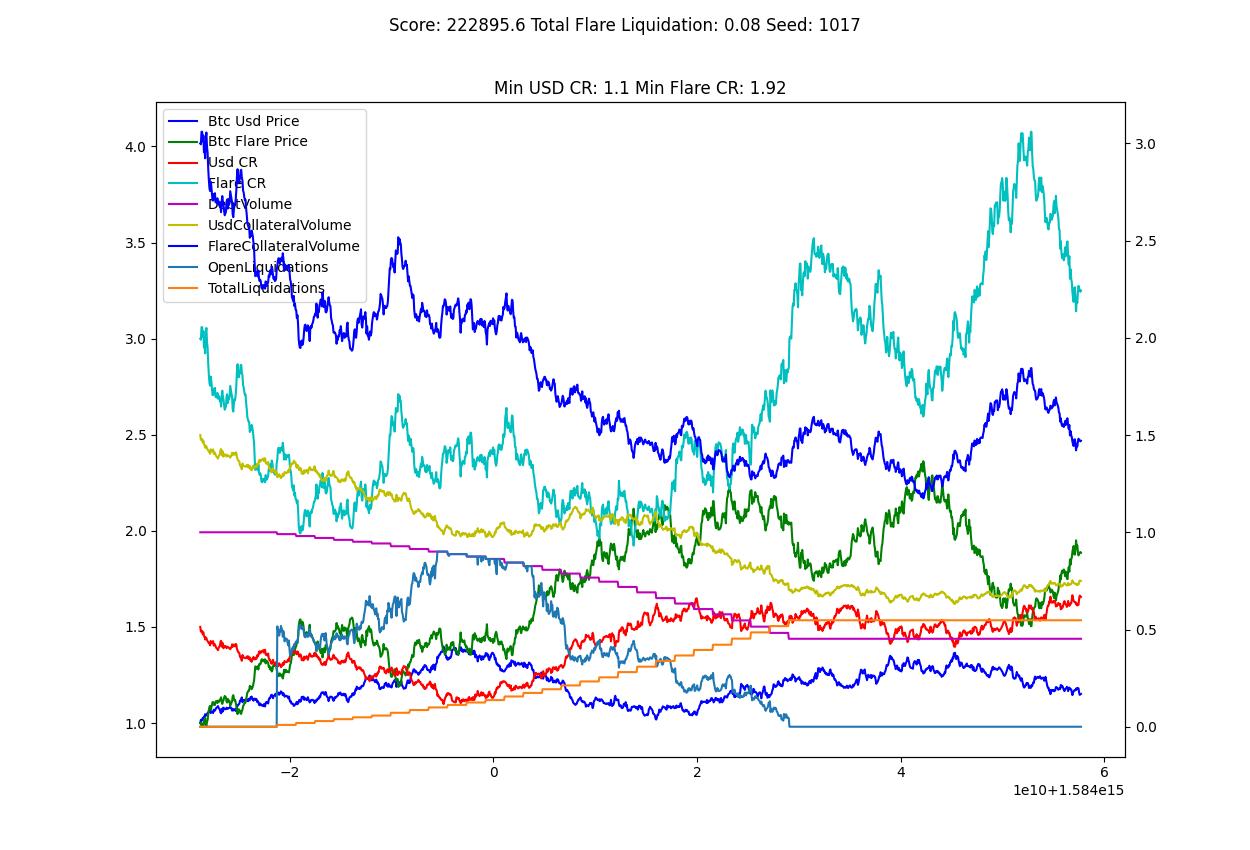 Score: 222895.6 Total Flare Liquidation: 0.08 Seed: 1017
Min USD CR: 1.1 Min Flare CR: 1.92
Btc Usd Price
Btc Flare Price
Usd CR
Flare CR
DebtVolume
UsdCollateralVolume
FlareCollateralVolume
OpenLiquidations
TotalLiquidations
4.0
3.5
3.0
2.5
2.0
1.5
1.0
3.0
2.5
2.0
1.5
1.0
0.5
0.0
−2
0
2
4
6
1e10+1.584e15